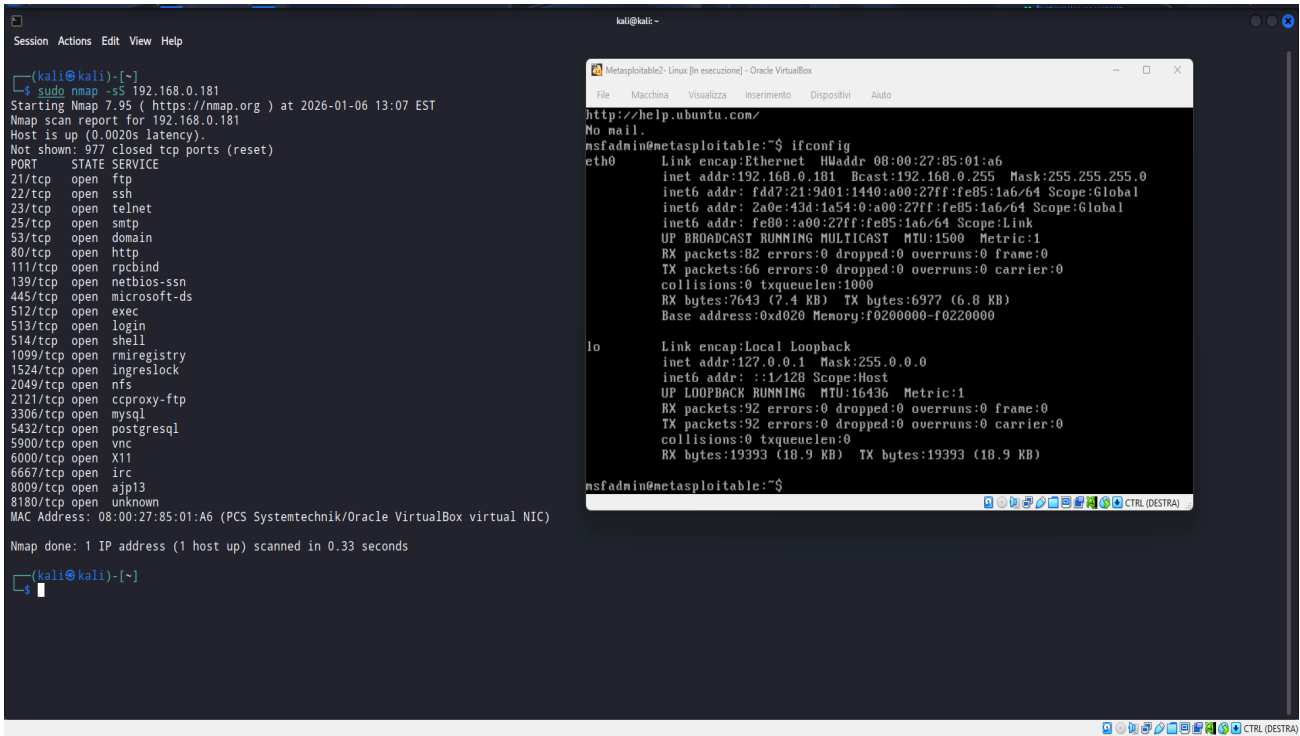 kali@kali: ~
Session Actions Edit View Help
┌──(kali㉿kali)-[~]
└─$ sudo nmap -sS 192.168.0.181
Starting Nmap 7.95 ( https://nmap.org ) at 2026-01-06 13:07 EST
Nmap scan report for 192.168.0.181
Host is up (0.0020s latency).
Not shown: 977 closed tcp ports (reset)
PORT     STATE SERVICE
21/tcp   open  ftp
22/tcp   open  ssh
23/tcp   open  telnet
25/tcp   open  smtp
53/tcp   open  domain
80/tcp   open  http
111/tcp  open  rpcbind
139/tcp  open  netbios-ssn
445/tcp  open  microsoft-ds
512/tcp  open  exec
513/tcp  open  login
514/tcp  open  shell
1099/tcp open  rmiregistry
1524/tcp open  ingreslock
2049/tcp open  nfs
2121/tcp open  ccproxy-ftp
3306/tcp open  mysql
5432/tcp open  postgresql
5900/tcp open  vnc
6000/tcp open  X11
6667/tcp open  irc
8009/tcp open  ajp13
8180/tcp open  unknown
MAC Address: 08:00:27:85:01:A6 (PCS Systemtechnik/Oracle VirtualBox virtual NIC)
Nmap done: 1 IP address (1 host up) scanned in 0.33 seconds
┌──(kali㉿kali)-[~]
└─$
Metasploitable2- Linux [In esecuzione] - Oracle VirtualBox
File Macchina Visualizza Inserimento Dispositivi Aiuto
http://help.ubuntu.com/
No mail.
msfadmin@metasploitable:~$ ifconfig
eth0      Link encap:Ethernet  HWaddr 08:00:27:85:01:a6
          inet addr:192.168.0.181  Bcast:192.168.0.255  Mask:255.255.255.0
          inet6 addr: fdd7:21:9d01:1440:a00:27ff:fe85:1a6/64 Scope:Global
          inet6 addr: 2a0e:43d:1a54:0:a00:27ff:fe85:1a6/64 Scope:Global
          inet6 addr: fe80::a00:27ff:fe85:1a6/64 Scope:Link
          UP BROADCAST RUNNING MULTICAST  MTU:1500  Metric:1
          RX packets:82 errors:0 dropped:0 overruns:0 frame:0
          TX packets:66 errors:0 dropped:0 overruns:0 carrier:0
          collisions:0 txqueuelen:1000
          RX bytes:7643 (7.4 KB)  TX bytes:6977 (6.8 KB)
          Base address:0xd020 Memory:f0200000-f0220000
lo        Link encap:Local Loopback
          inet addr:127.0.0.1  Mask:255.0.0.0
          inet6 addr: ::1/128 Scope:Host
          UP LOOPBACK RUNNING  MTU:16436  Metric:1
          RX packets:92 errors:0 dropped:0 overruns:0 frame:0
          TX packets:92 errors:0 dropped:0 overruns:0 carrier:0
          collisions:0 txqueuelen:0
          RX bytes:19393 (18.9 KB)  TX bytes:19393 (18.9 KB)
msfadmin@metasploitable:~$
CTRL (DESTRA)
CTRL (DESTRA)